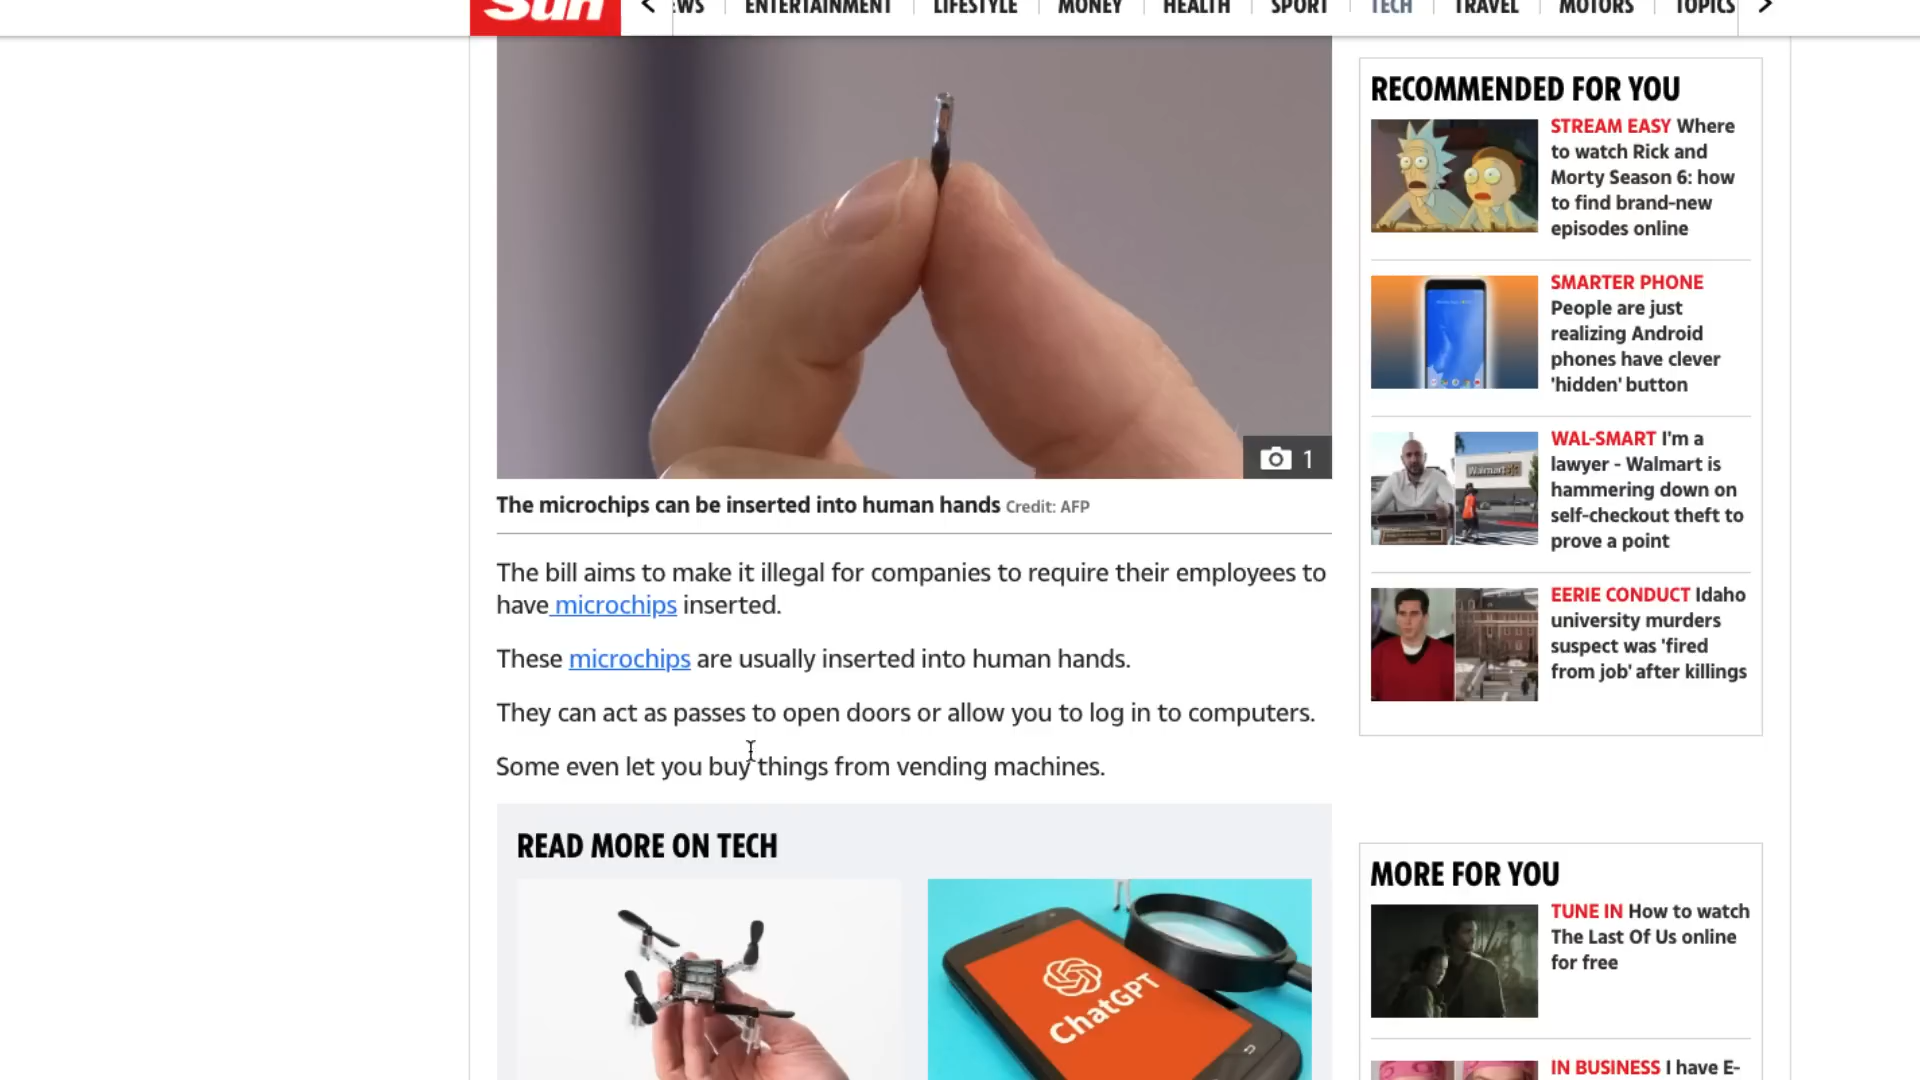 Sun
EWS
ENTERTAINMENT
LIFESTYLE
MONEY
HEALTH
SPORT
TECH
TRAVEL
MOTORS
TOPICS
1
The microchips can be inserted into human hands Credit: AFP
The bill aims to make it illegal for companies to require their employees to
have microchips inserted.
These microchips are usually inserted into human hands.
They can act as passes to open doors or allow you to log in to computers.
Some even let you buy things from vending machines.
READ MORE ON TECH
ChatGPT
RECOMMENDED FOR YOU
STREAM EASY Where
to watch Rick and
Morty Season 6: how
to find brand-new
episodes online
SMARTER PHONE
People are just
realizing Android
phones have clever
'hidden' button
Walmart
WAL-SMART I'm a
lawyer - Walmart is
hammering down on
self-checkout theft to
prove a point
EERIE CONDUCT Idaho
university murders
suspect was 'fired
from job' after killings
MORE FOR YOU
TUNE IN How to watch
The Last Of Us online
for free
IN BUSINESS I have E-